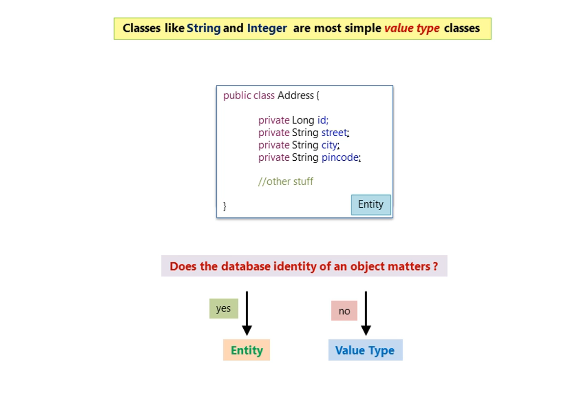 Classes like String and Integer are most simple value type classes
public class Address {
private Long id;
private String street;
private String city;
private String pincode;
//other stuff
}
Entity
Does the database identity of an object matters ?
yes
no
Entity
Value Type